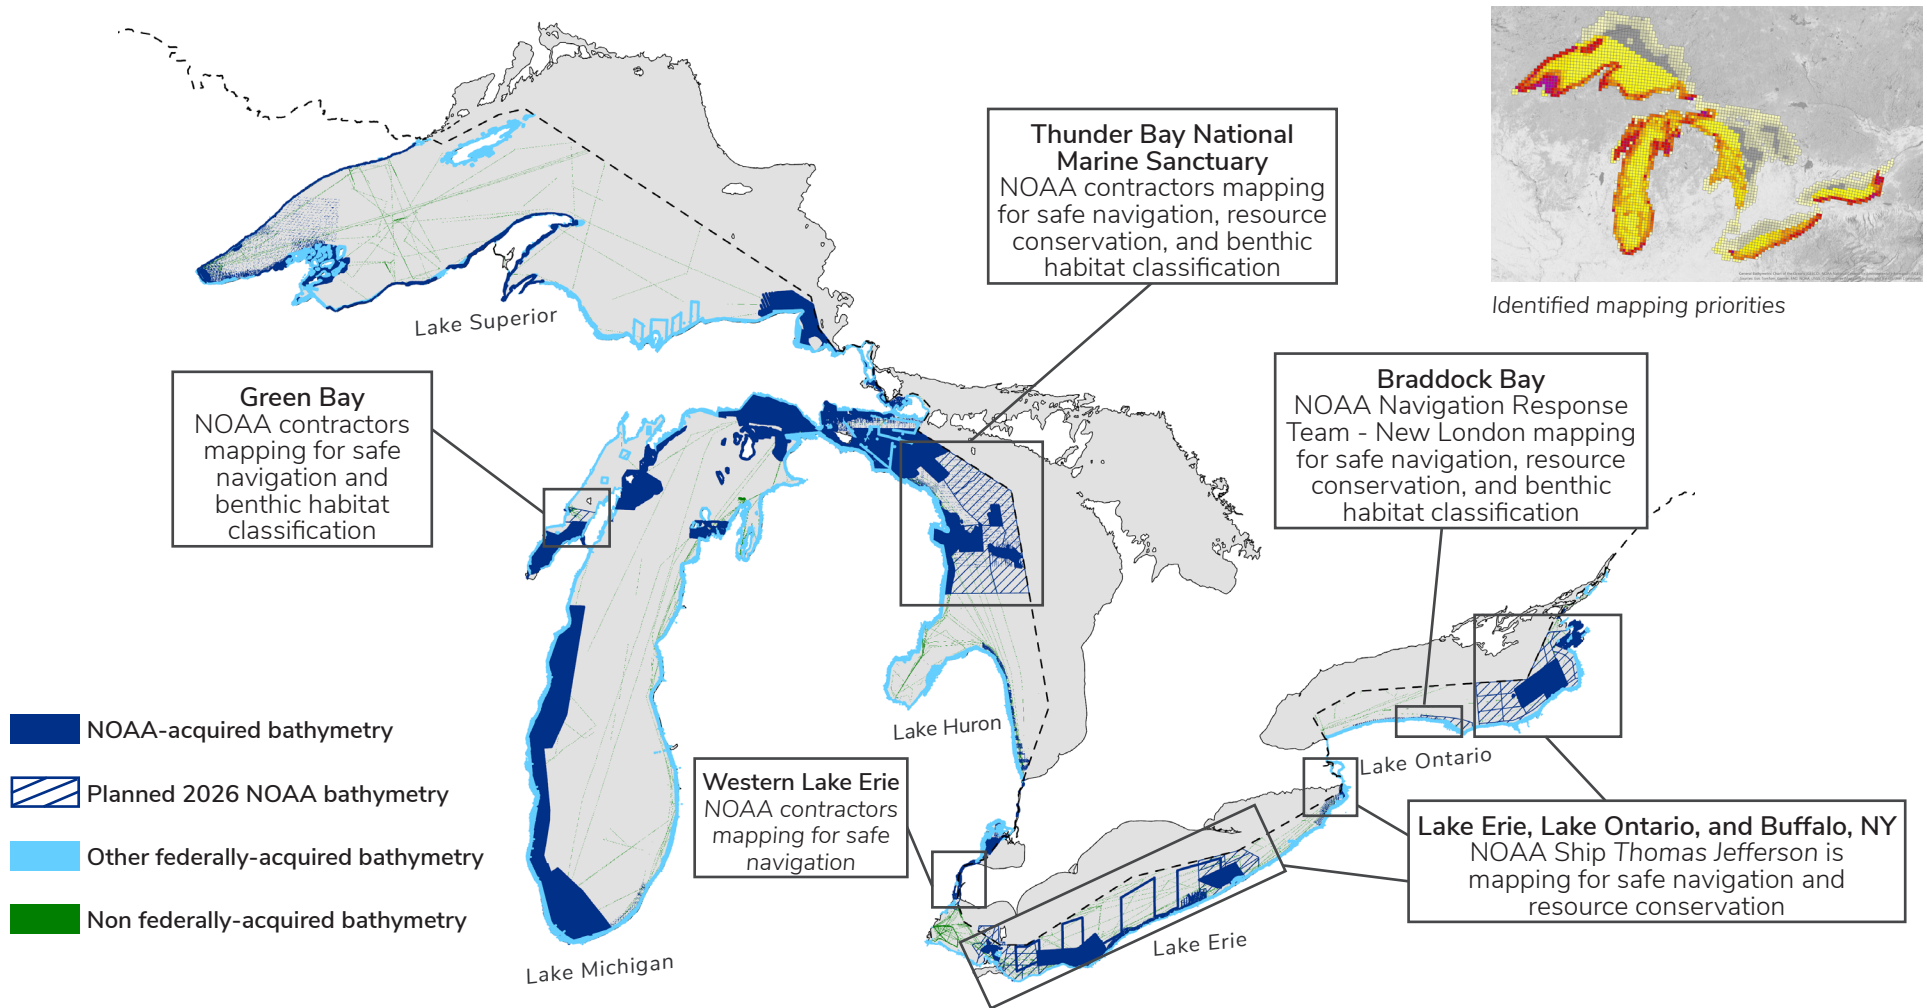 Thunder Bay National
Marine Sanctuary
NOAA contractors mapping
for safe navigation, resource
conservation, and benthic
habitat classification
Identified mapping priorities
Lake Superior
Green Bay
NOAA contractors
mapping for safe
navigation and
benthic habitat
classification
Braddock Bay
NOAA Navigation Response
Team - New London mapping
for safe navigation, resource
conservation, and benthic
habitat classification
NOAA-acquired bathymetry
Planned 2026 NOAA bathymetry
Other federally-acquired bathymetry
Non federally-acquired bathymetry
Lake Huron
Lake Ontario
Western Lake Erie
NOAA contractors
mapping for safe
navigation
Lake Erie, Lake Ontario, and Buffalo, NY
NOAA Ship Thomas Jefferson is
mapping for safe navigation and
resource conservation
Lake Erie
Lake Michigan